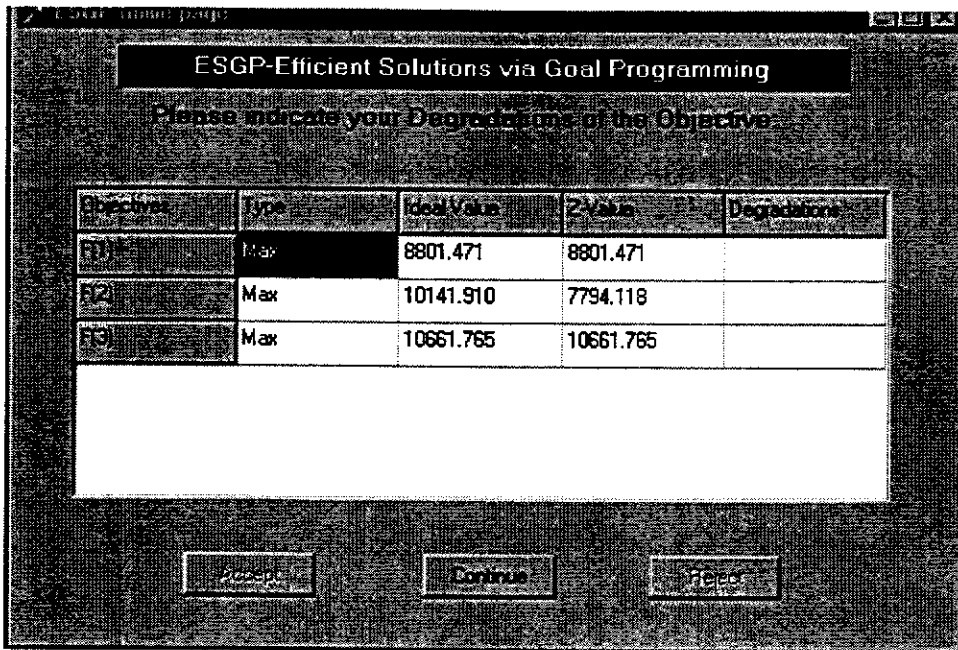 ESGP-Efficient Solutions via Goal Programming
Please indicate your Degradations of the Objective
Objectives Type Ideal Value Z-Value Degradations
F(1) Max 8801.471 8801.471
F(2) Max 10141.910 7794.118
F(3) Max 10661.765 10661.765
Accept Continue Reject